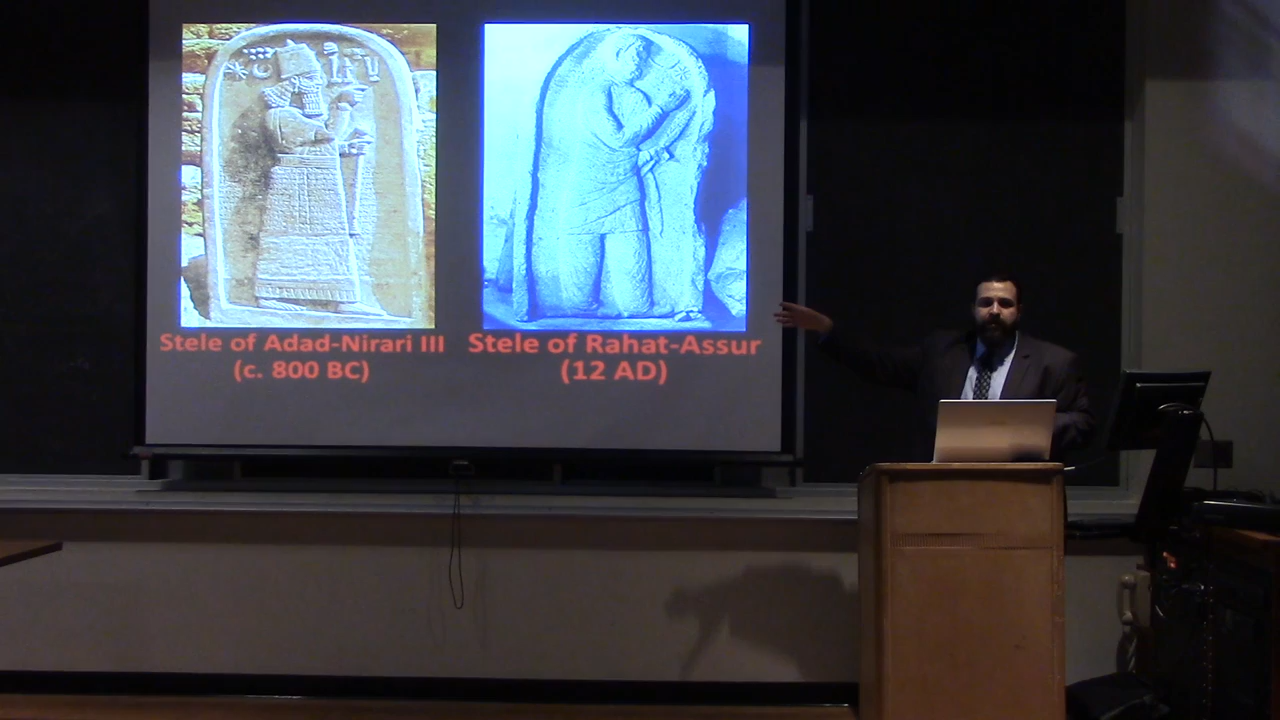 Stele of Adad-Nirari III
(c. 800 BC)
Stele of Rahat-Assur
(12 AD)